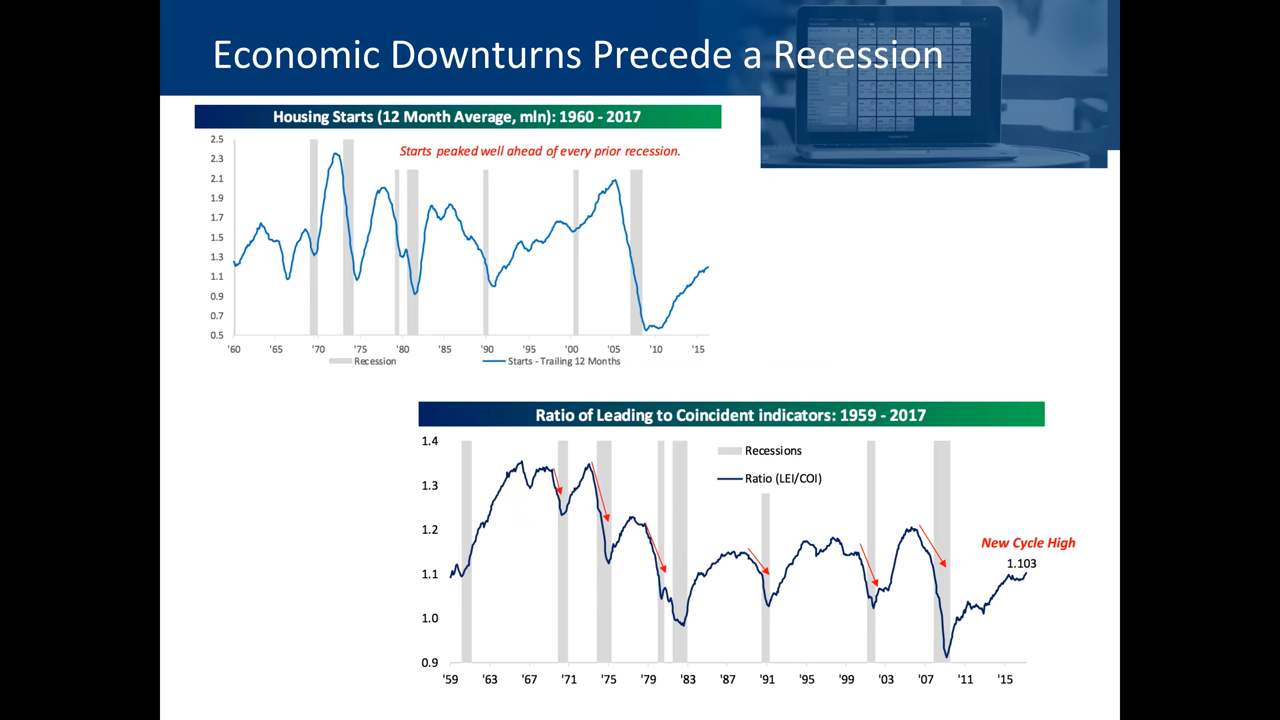 Economic Downturns Precede a Recession
Housing Starts (12 Month Average, mln): 1960 - 2017
Starts peaked well ahead of every prior recession.
2.5
2.3
2.1
1.9
1.7
1.5
1.3
1.1
0.9
0.7
0.5
'60 '65 '70 '75 '80 '85 '90 '95 '00 '05 '10 '15
Recession Starts - Trailing 12 Months
Ratio of Leading to Coincident indicators: 1959 - 2017
1.4
1.3
1.2
1.1
1.0
0.9
Recessions
Ratio (LEI/COI)
New Cycle High
1.103
'59 '63 '67 '71 '75 '79 '83 '87 '91 '95 '99 '03 '07 '11 '15